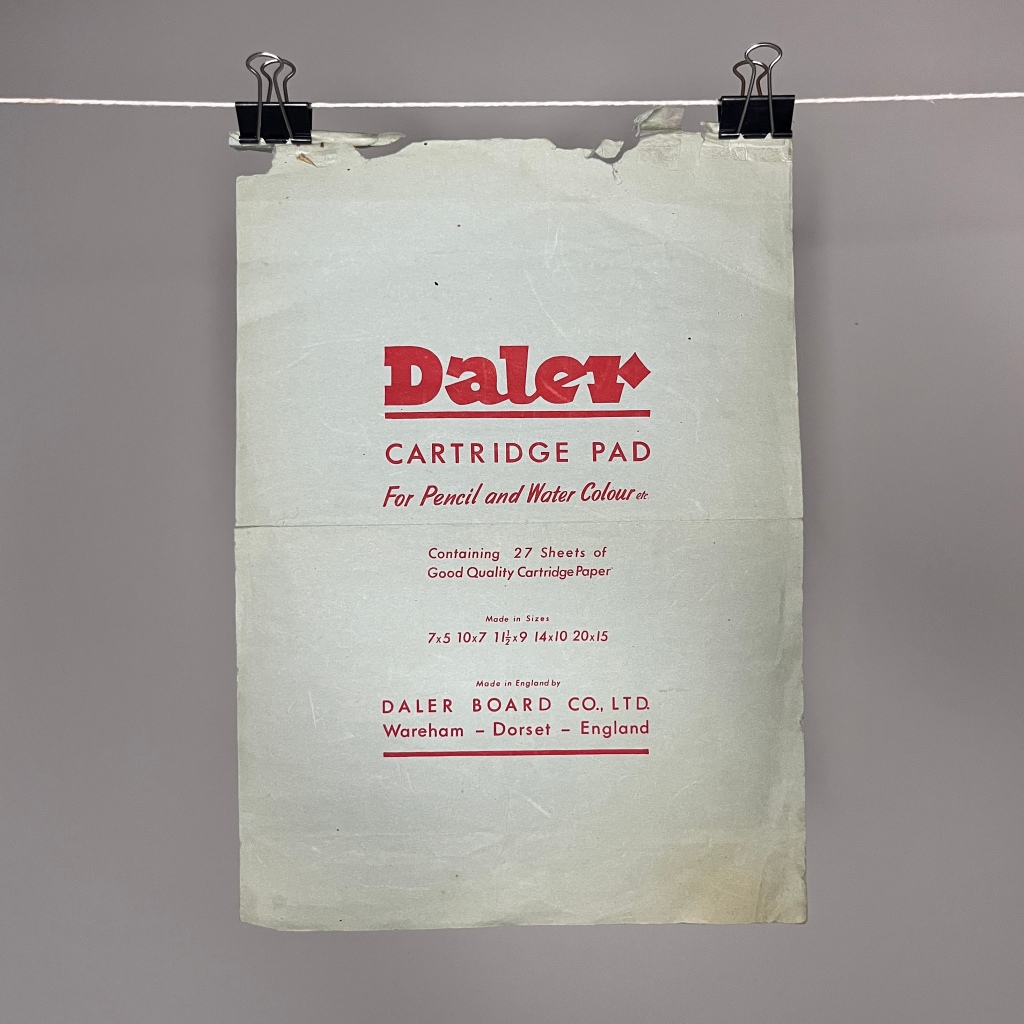 Daler
CARTRIDGE PAD
For Pencil and Water Colour etc
Containing 27 Sheets of
Good Quality Cartridge Paper
Made in Sizes
7x5 10x7 11½x9 14x10 20x15
Made in England by
DALER BOARD CO., LTD.
Wareham – Dorset – England